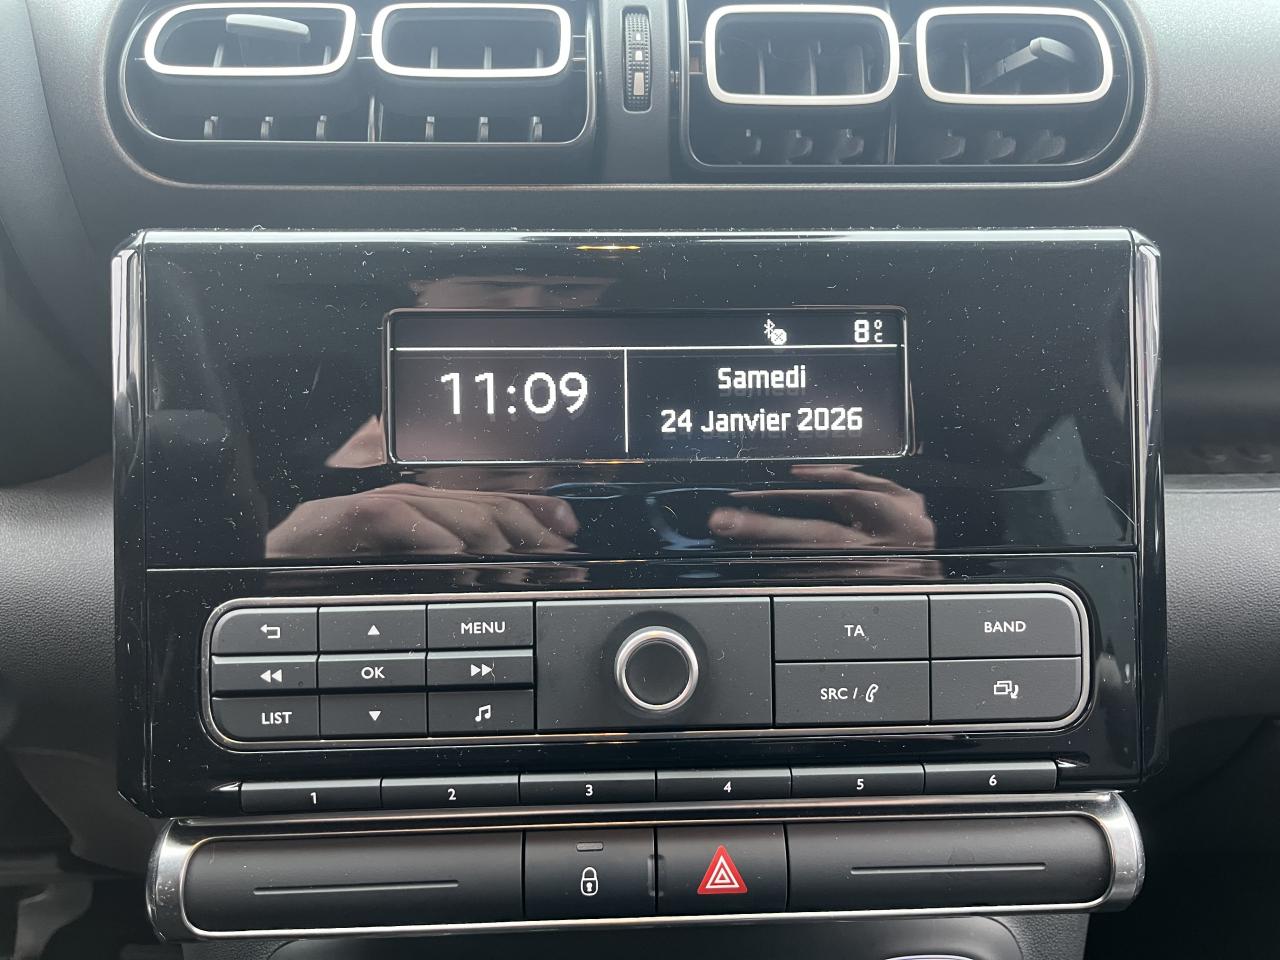 8°C
11:09
Samedi
24 Janvier 2026
MENU
TA
BAND
OK
SRC /
LIST
1 2 3 4 5 6